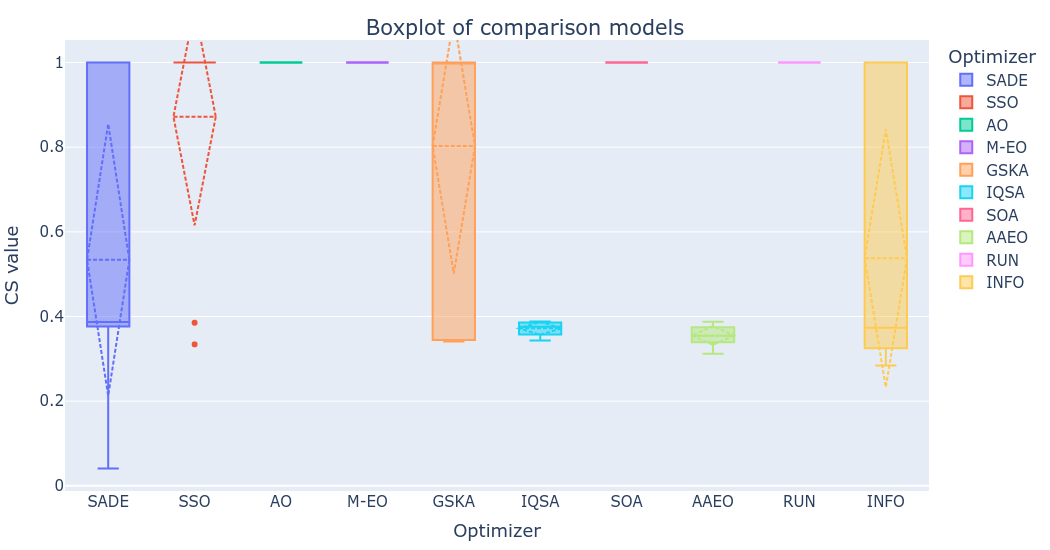 Boxplot of comparison models
CS value
1
0.8
0.6
0.4
0.2
0
SADE SSO AO M-EO GSKA IQSA SOA AAEO RUN INFO
Optimizer
Optimizer
SADE
SSO
AO
M-EO
GSKA
IQSA
SOA
AAEO
RUN
INFO